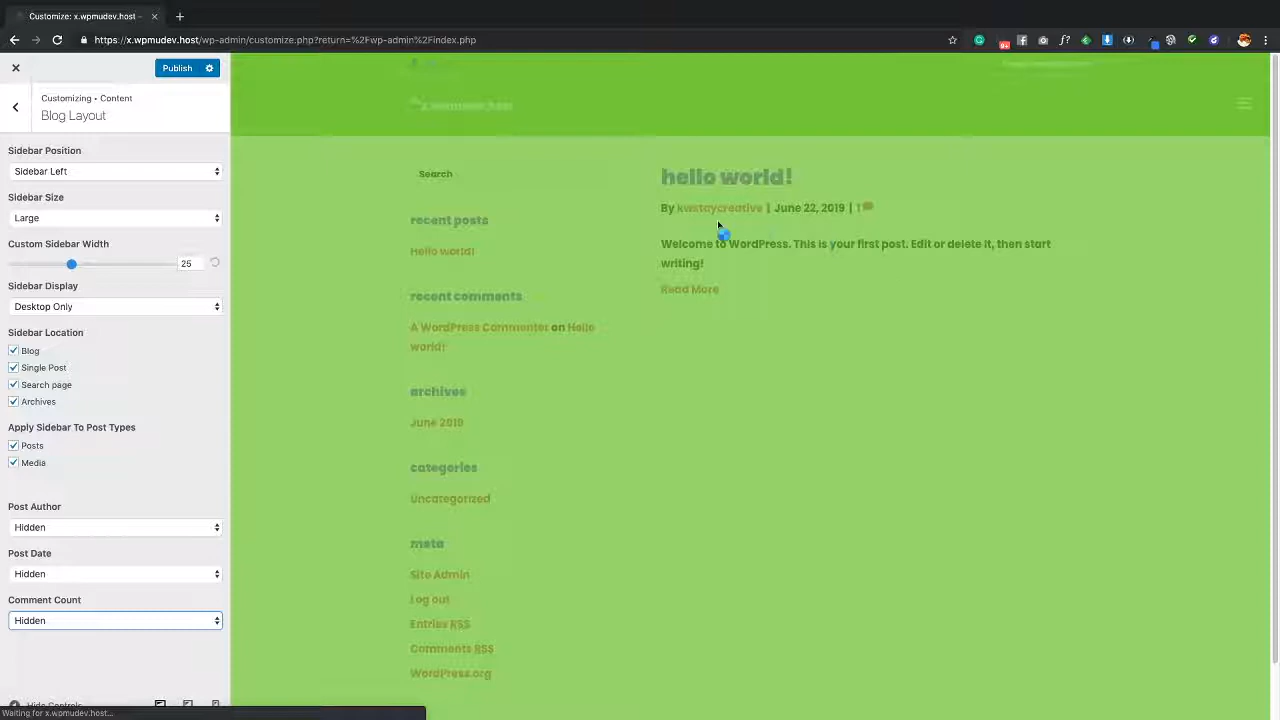 Customize: x.wpmudev.host –
https://x.wpmudev.host/wp-admin/customize.php?return=%2Fwp-admin%2Findex.php
Publish
Customizing • Content
Blog Layout
Sidebar Position
Sidebar Left
Sidebar Size
Large
Custom Sidebar Width
25
Sidebar Display
Desktop Only
Sidebar Location
Blog
Single Post
Search page
Archives
Apply Sidebar To Post Types
Posts
Media
Post Author
Hidden
Post Date
Hidden
Comment Count
Hidden
Hide Controls
Waiting for x.wpmudev.host...
Search
recent posts
Hello world!
recent comments
A WordPress Commenter on Hello
world!
archives
June 2019
categories
Uncategorized
meta
Site Admin
Log out
Entries RSS
Comments RSS
WordPress.org
hello world!
By kwstaycreative | June 22, 2019 | 1
Welcome to WordPress. This is your first post. Edit or delete it, then start
writing!
Read More